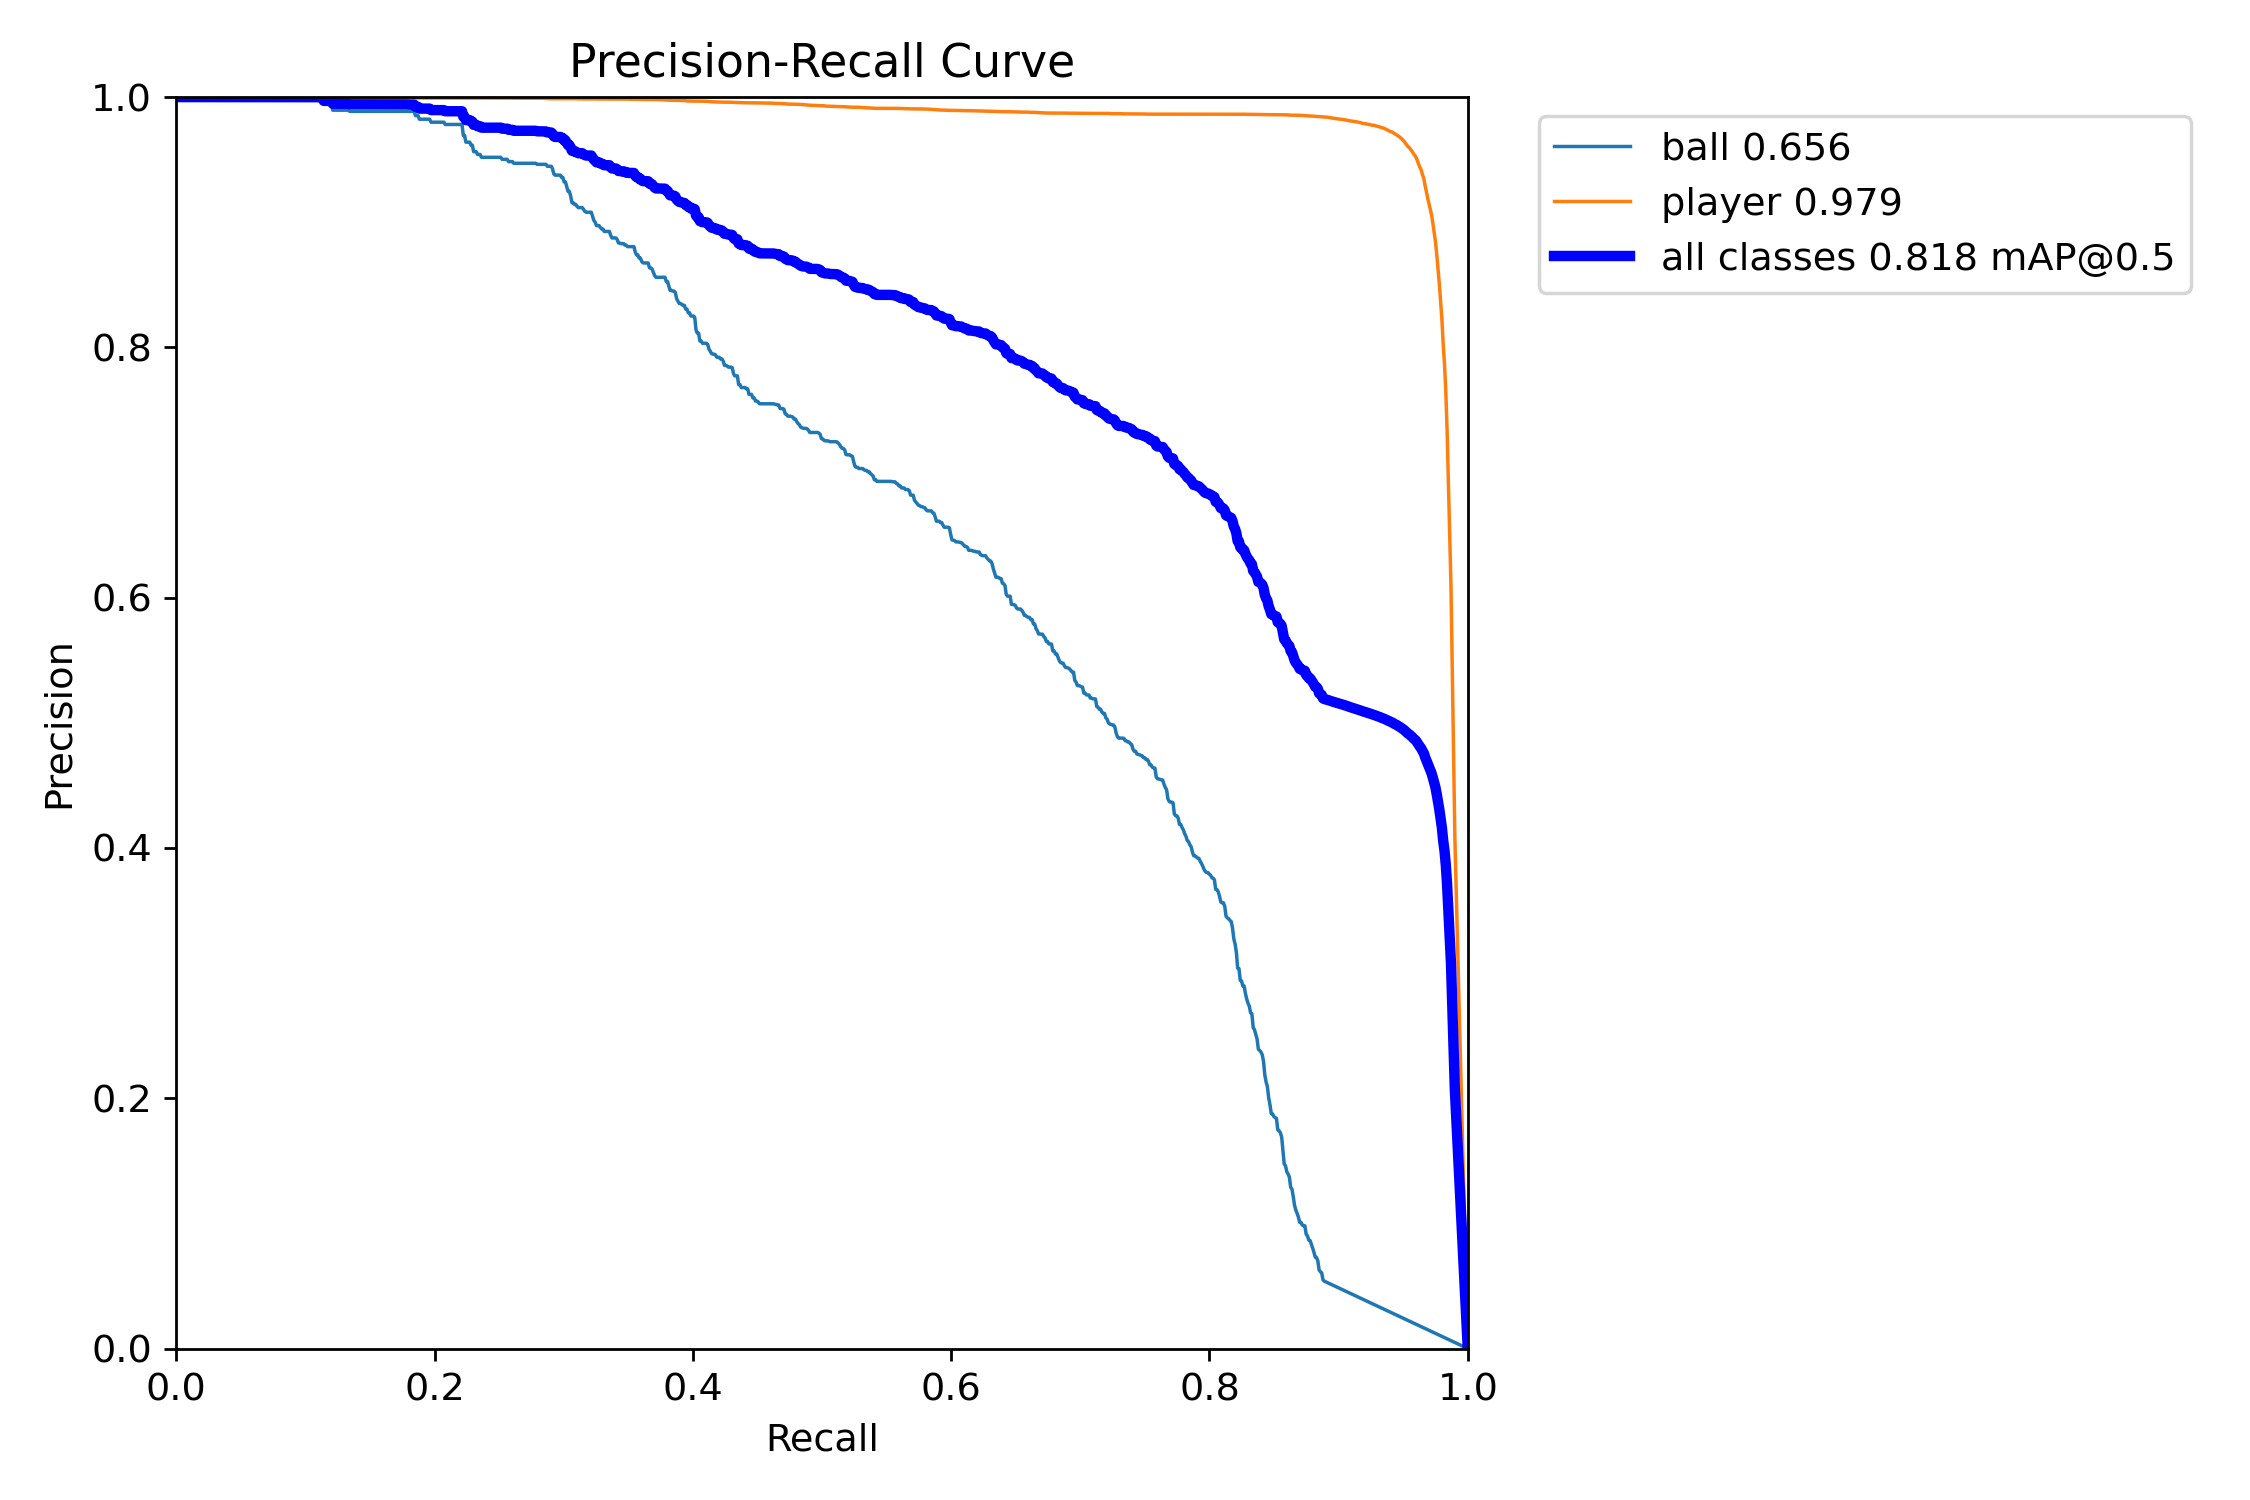 Precision-Recall Curve
1.0
0.8
0.6
0.4
0.2
0.0
Precision
0.0 0.2 0.4 0.6 0.8 1.0
Recall
ball 0.656
player 0.979
all classes 0.818 mAP@0.5